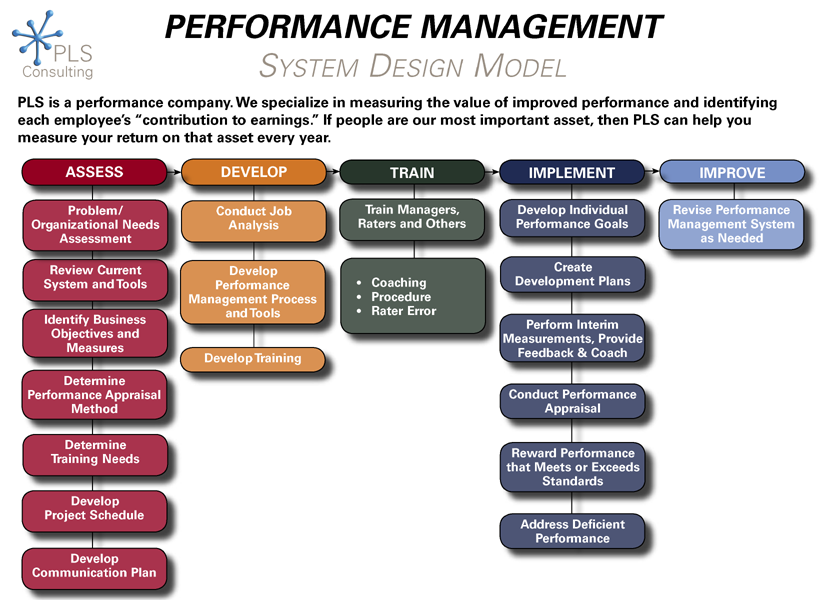 PLS
Consulting
PERFORMANCE MANAGEMENT
SYSTEM DESIGN MODEL
PLS is a performance company. We specialize in measuring the value of improved performance and identifying
each employee's “contribution to earnings.” If people are our most important asset, then PLS can help you
measure your return on that asset every year.
ASSESS
Problem/
Organizational Needs
Assessment
Review Current
System and Tools
Identify Business
Objectives and
Measures
Determine
Performance Appraisal
Method
Determine
Training Needs
Develop
Project Schedule
Develop
Communication Plan
DEVELOP
Conduct Job
Analysis
Develop
Performance
Management Process
and Tools
Develop Training
TRAIN
Train Managers,
Raters and Others
• Coaching
• Procedure
• Rater Error
IMPLEMENT
Develop Individual
Performance Goals
Create
Development Plans
Perform Interim
Measurements, Provide
Feedback & Coach
Conduct Performance
Appraisal
Reward Performance
that Meets or Exceeds
Standards
Address Deficient
Performance
IMPROVE
Revise Performance
Management System
as Needed